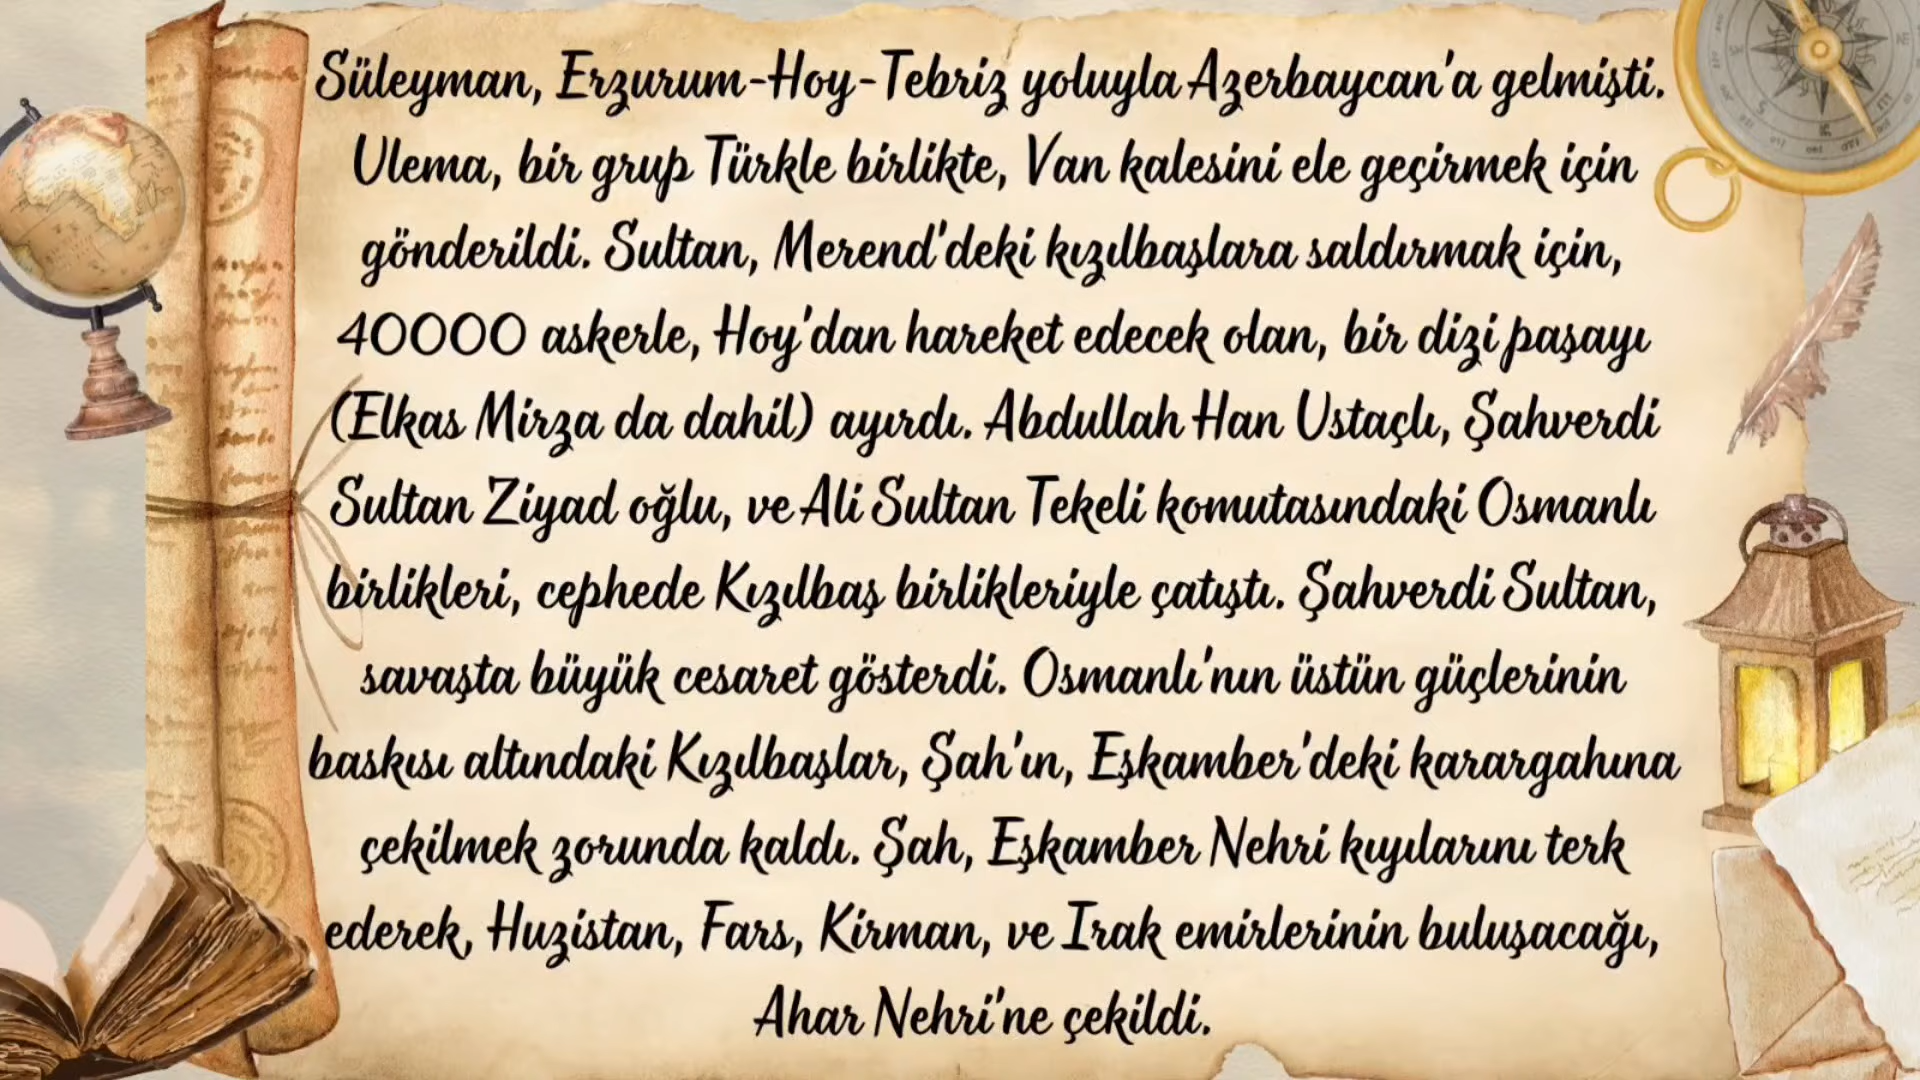 Süleyman, Erzurum-Hoy-Tebriz yoluyla Azerbaycan'a gelmişti.
Ulema, bir grup Türkle birlikte, Van kalesini ele geçirmek için
gönderildi. Sultan, Merend'deki kızılbaşlara saldırmak için,
40000 askerle, Hoy'dan hareket edecek olan, bir dizi paşayı
(Elkas Mirza da dahil) ayırdı. Abdullah Han Ustaçlı, Şahverdi
Sultan Ziyad oğlu, ve Ali Sultan Tekeli komutasındaki Osmanlı
birlikleri, cephede Kızılbaş birlikleriyle çatıştı. Şahverdi Sultan,
savaşta büyük cesaret gösterdi. Osmanlı'nın üstün güçlerinin
baskısı altındaki Kızılbaşlar, Şah'ın, Eşkamber'deki karargahına
çekilmek zorunda kaldı. Şah, Eşkamber Nehri kıyılarını terk
ederek, Huzistan, Fars, Kirman, ve Irak emirlerinin buluşacağı,
Ahar Nehri'ne çekildi.